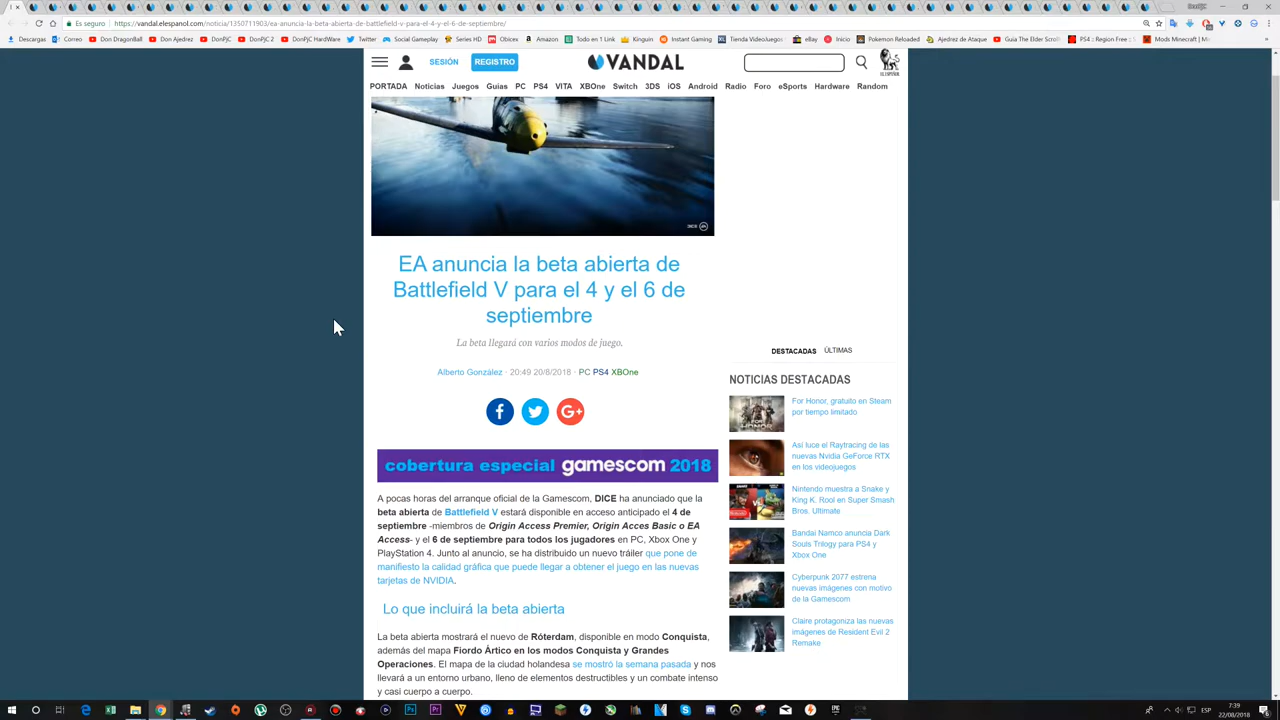 Es seguro https://vandal.elespanol.com/noticia/1350711903/ea-anuncia-la-beta-abierta-de-battlefield-v-para-el-4-y-el-6-de-septiembre/
Descargas Correo Don DragonBall Don Ajedrez DonPjC DonPjC 2 DonPjC HardWare Twitter Social Gameplay Series HD Obicex Amazon Todo en 1 Link Kinguin Instant Gaming Tienda VideoJuegos eBay Inicio Pokemon Reloaded Ajedrez de Ataque Guia The Elder Scroll PS4 :: Region Free :: Mods Minecraft | M
SESIÓN REGISTRO VANDAL EL ESPAÑOL
PORTADA Noticias Juegos Guías PC PS4 VITA XBOne Switch 3DS iOS Android Radio Foro eSports Hardware Random
DICE EA
EA anuncia la beta abierta de
Battlefield V para el 4 y el 6 de
septiembre
La beta llegará con varios modos de juego.
Alberto González · 20:49 20/8/2018 · PC PS4 XBOne
cobertura especial gamescom 2018
A pocas horas del arranque oficial de la Gamescom, DICE ha anunciado que la
beta abierta de Battlefield V estará disponible en acceso anticipado el 4 de
septiembre -miembros de Origin Access Premier, Origin Acces Basic o EA
Access- y el 6 de septiembre para todos los jugadores en PC, Xbox One y
PlayStation 4. Junto al anuncio, se ha distribuido un nuevo tráiler que pone de
manifiesto la calidad gráfica que puede llegar a obtener el juego en las nuevas
tarjetas de NVIDIA.
Lo que incluirá la beta abierta
La beta abierta mostrará el nuevo de Róterdam, disponible en modo Conquista,
además del mapa Fiordo Ártico en los modos Conquista y Grandes
Operaciones. El mapa de la ciudad holandesa se mostró la semana pasada y nos
llevará a un entorno urbano, lleno de elementos destructibles y un combate intenso
y casi cuerpo a cuerpo.
DESTACADAS ÚLTIMAS
NOTICIAS DESTACADAS
For Honor, gratuito en Steam
por tiempo limitado
Así luce el Raytracing de las
nuevas Nvidia GeForce RTX
en los videojuegos
Nintendo muestra a Snake y
King K. Rool en Super Smash
Bros. Ultimate
Bandai Namco anuncia Dark
Souls Trilogy para PS4 y
Xbox One
Cyberpunk 2077 estrena
nuevas imágenes con motivo
de la Gamescom
Claire protagoniza las nuevas
imágenes de Resident Evil 2
Remake
ESP
7:39
22/08/2018